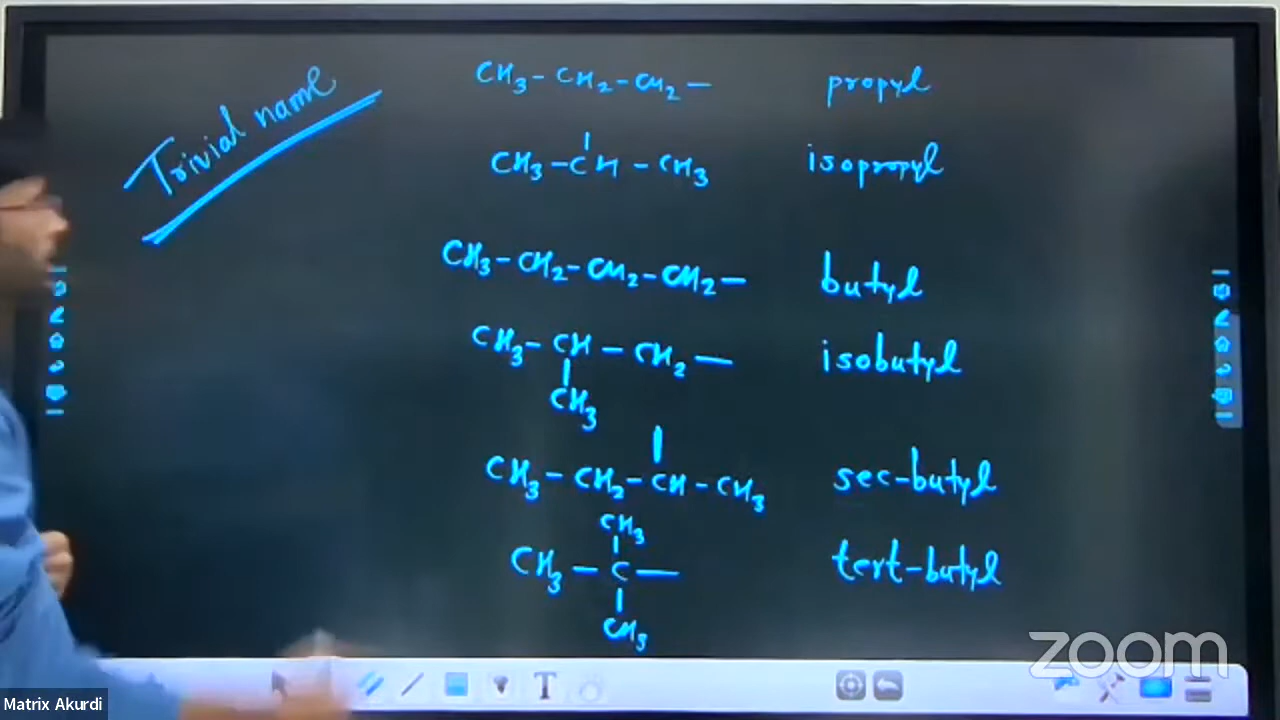 Trivial name
CH3-CH2-CH2- propyl
CH3-CH-CH3 isopropyl
CH3-CH2-CH2-CH2- butyl
CH3-CH-CH2- isobutyl
CH3
CH3-CH2-CH-CH3 sec-butyl
CH3
CH3-C- tert-butyl
CH3
T
zoom
Matrix Akurdi